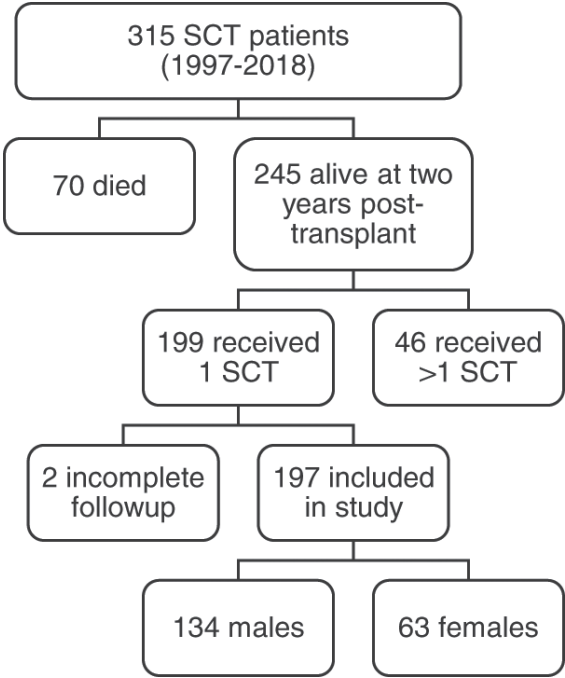 315 SCT patients
(1997-2018)
70 died
245 alive at two
years post-
transplant
199 received
1 SCT
46 received
>1 SCT
2 incomplete
followup
197 included
in study
134 males
63 females